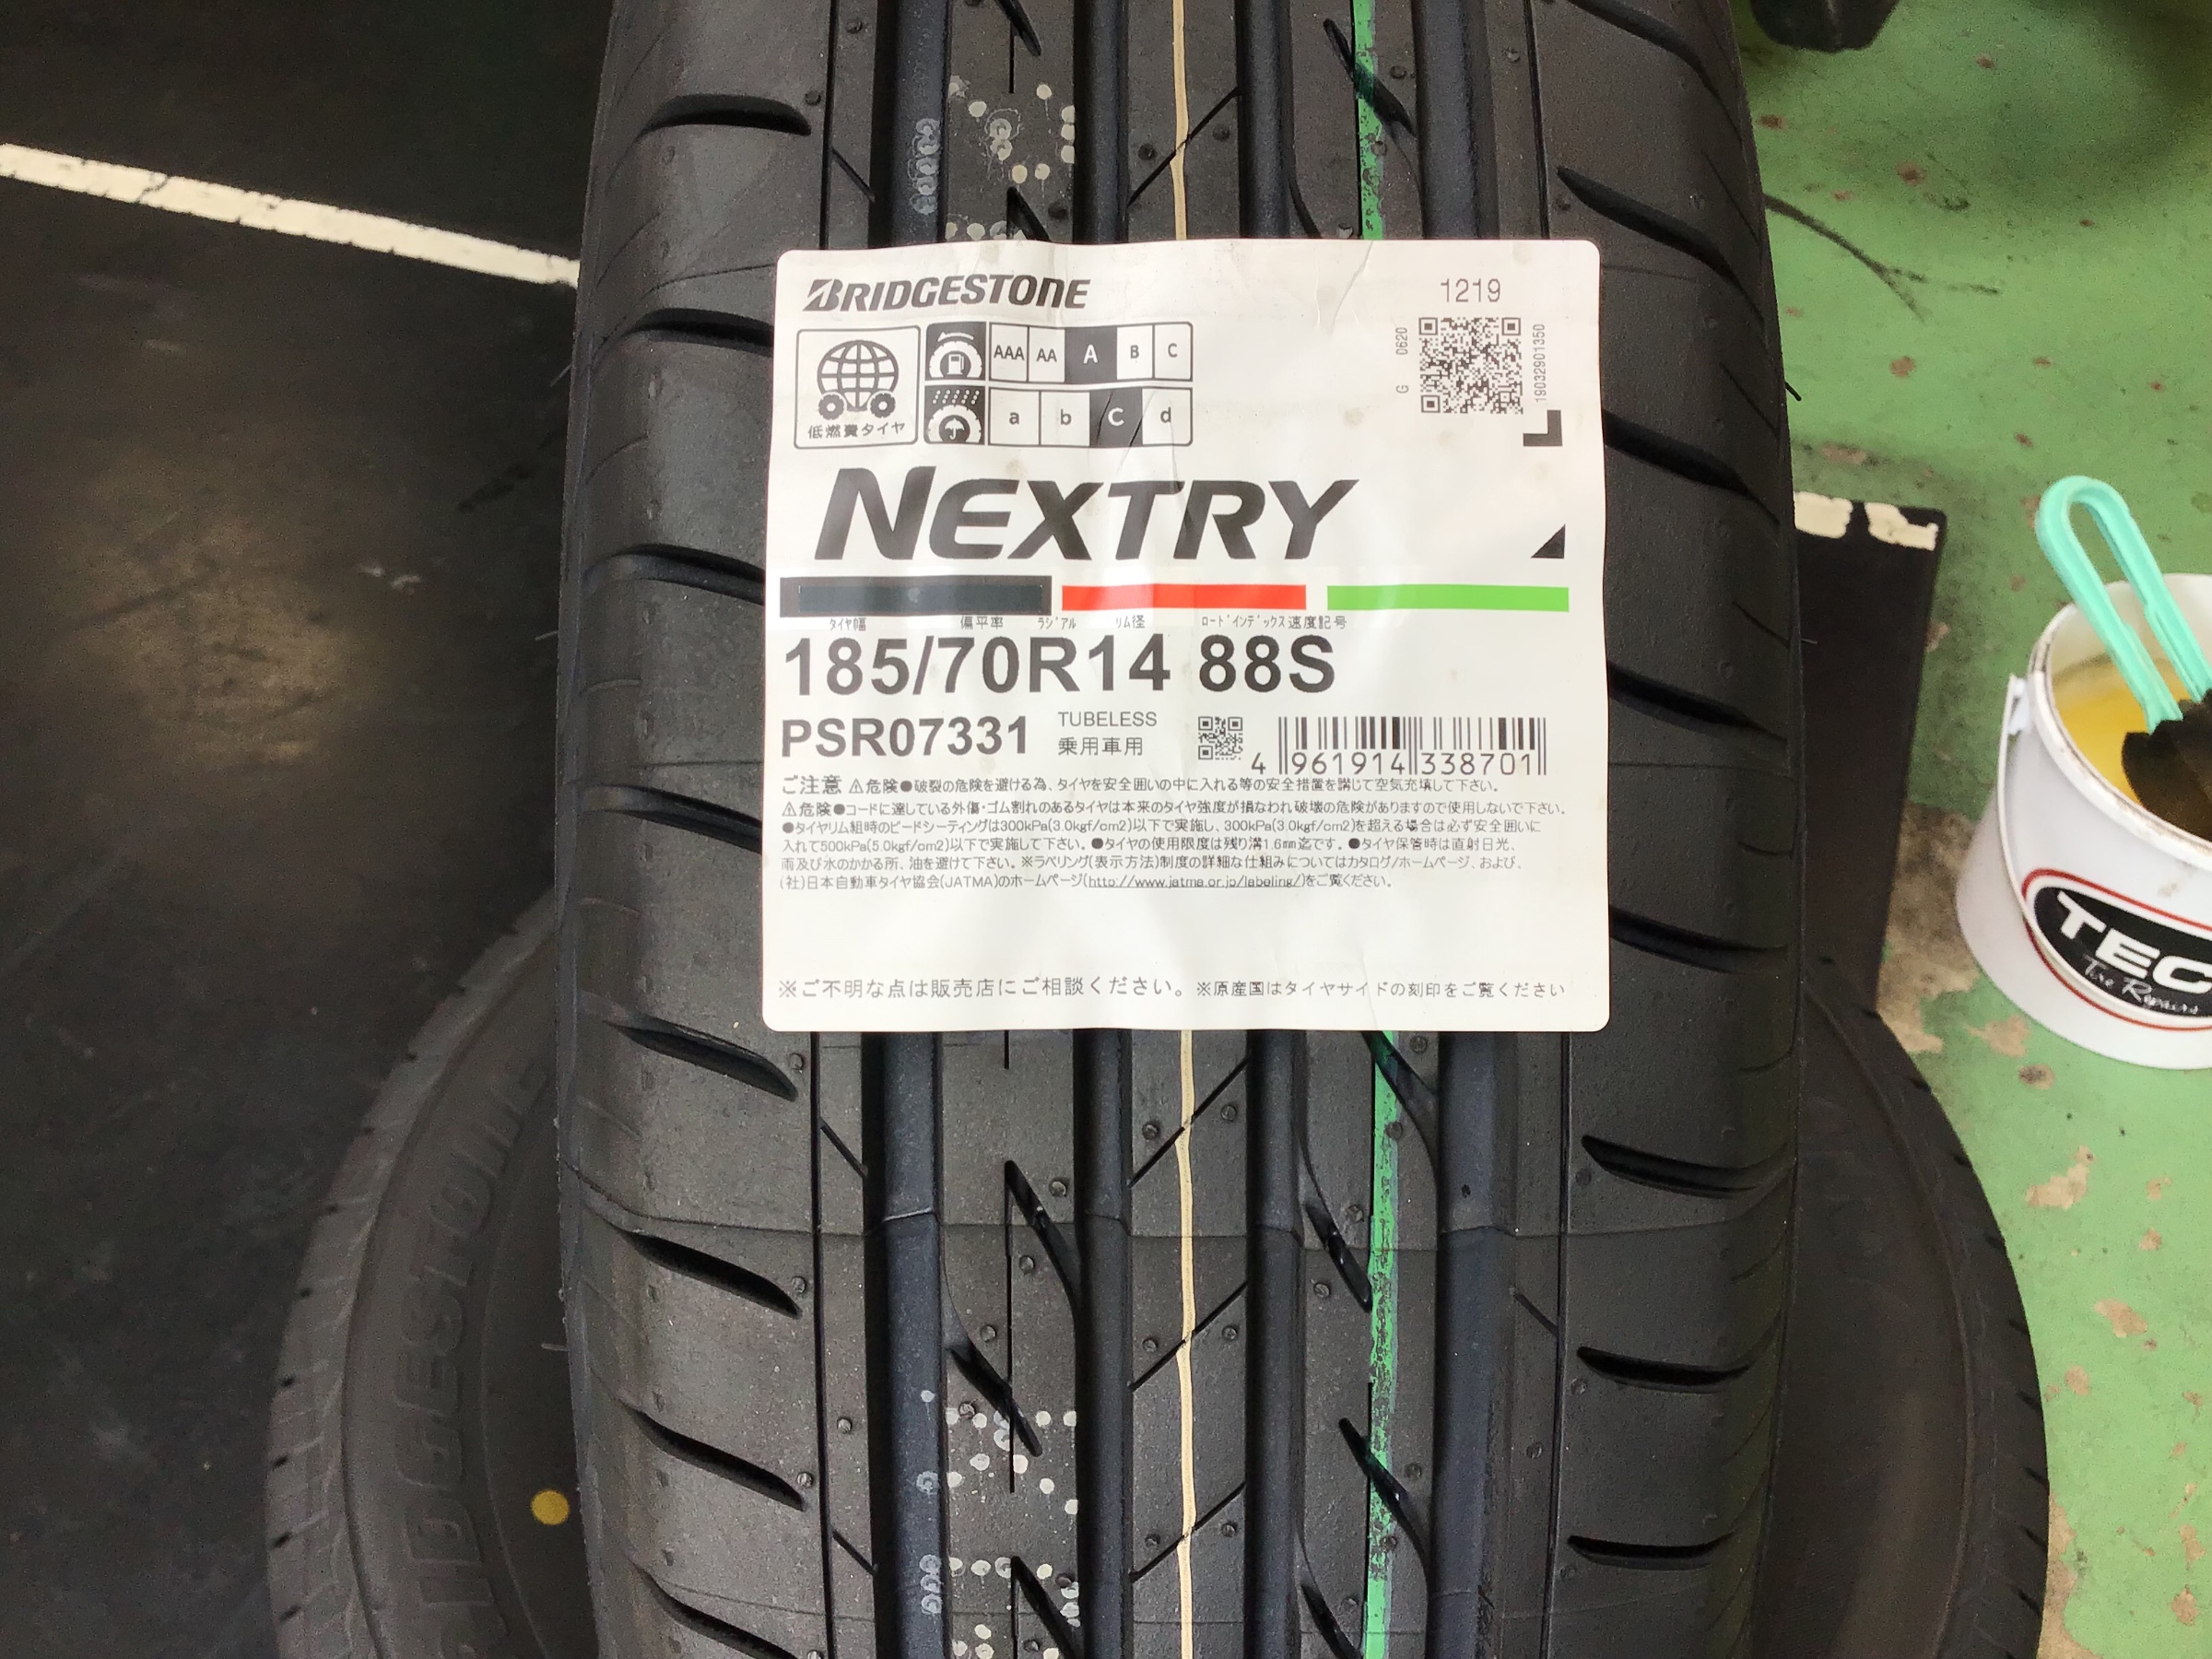 BRIDGESTONE
1219
G 0620
19032901350
低燃費タイヤ
AAA AA A B C
a b c d
NEXTRY
タイヤ幅 偏平率 ラジアル リム径 ロードインデックス 速度記号
185/70R14 88S
PSR07331
TUBELESS
乗用車用
4 961914 338701
ご注意 ⚠危険●破裂の危険を避ける為、タイヤを安全囲いの中に入れる等の安全措置を講じて空気充填して下さい。
⚠危険●コードに達している外傷・ゴム割れのあるタイヤは本来のタイヤ強度が損なわれ破壊の危険がありますので使用しないで下さい。
●タイヤリム組時のビードシーティングは300kPa(3.0kgf/cm2)以下で実施し、300kPa(3.0kgf/cm2)を超える場合は必ず安全囲いに
入れて500kPa(5.0kgf/cm2)以下で実施して下さい。●タイヤの使用限度は残り溝1.6mm迄です。●タイヤ保管時は直射日光、
雨及び水のかかる所、油を避けて下さい。※ラベリング(表示方法)制度の詳細な仕組みについてはカタログ/ホームページ、および、
(社)日本自動車タイヤ協会(JATMA)のホームページ(http://www.jatma.or.jp/labeling/)をご覧ください。
※ご不明な点は販売店にご相談ください。※原産国はタイヤサイドの刻印をご覧ください
BRIDGESTONE
TEC
Tire Repairs